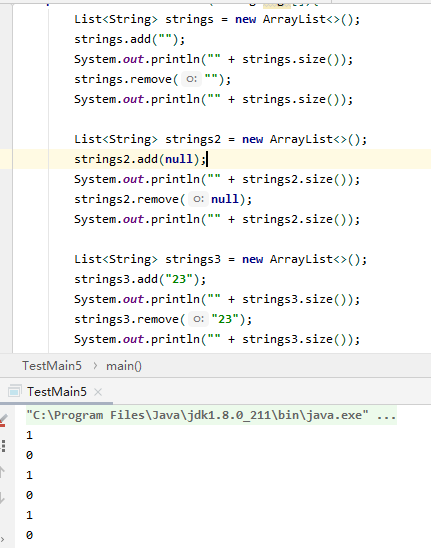 List<String> strings = new ArrayList<>();
strings.add("");
System.out.println("" + strings.size());
strings.remove( o: "");
System.out.println("" + strings.size());
List<String> strings2 = new ArrayList<>();
strings2.add(null);
System.out.println("" + strings2.size());
strings2.remove( o: null);
System.out.println("" + strings2.size());
List<String> strings3 = new ArrayList<>();
strings3.add("23");
System.out.println("" + strings3.size());
strings3.remove( o: "23");
System.out.println("" + strings3.size());
TestMain5 › main()
TestMain5 ×
"C:\Program Files\Java\jdk1.8.0_211\bin\java.exe" ...
1
0
1
0
1
0